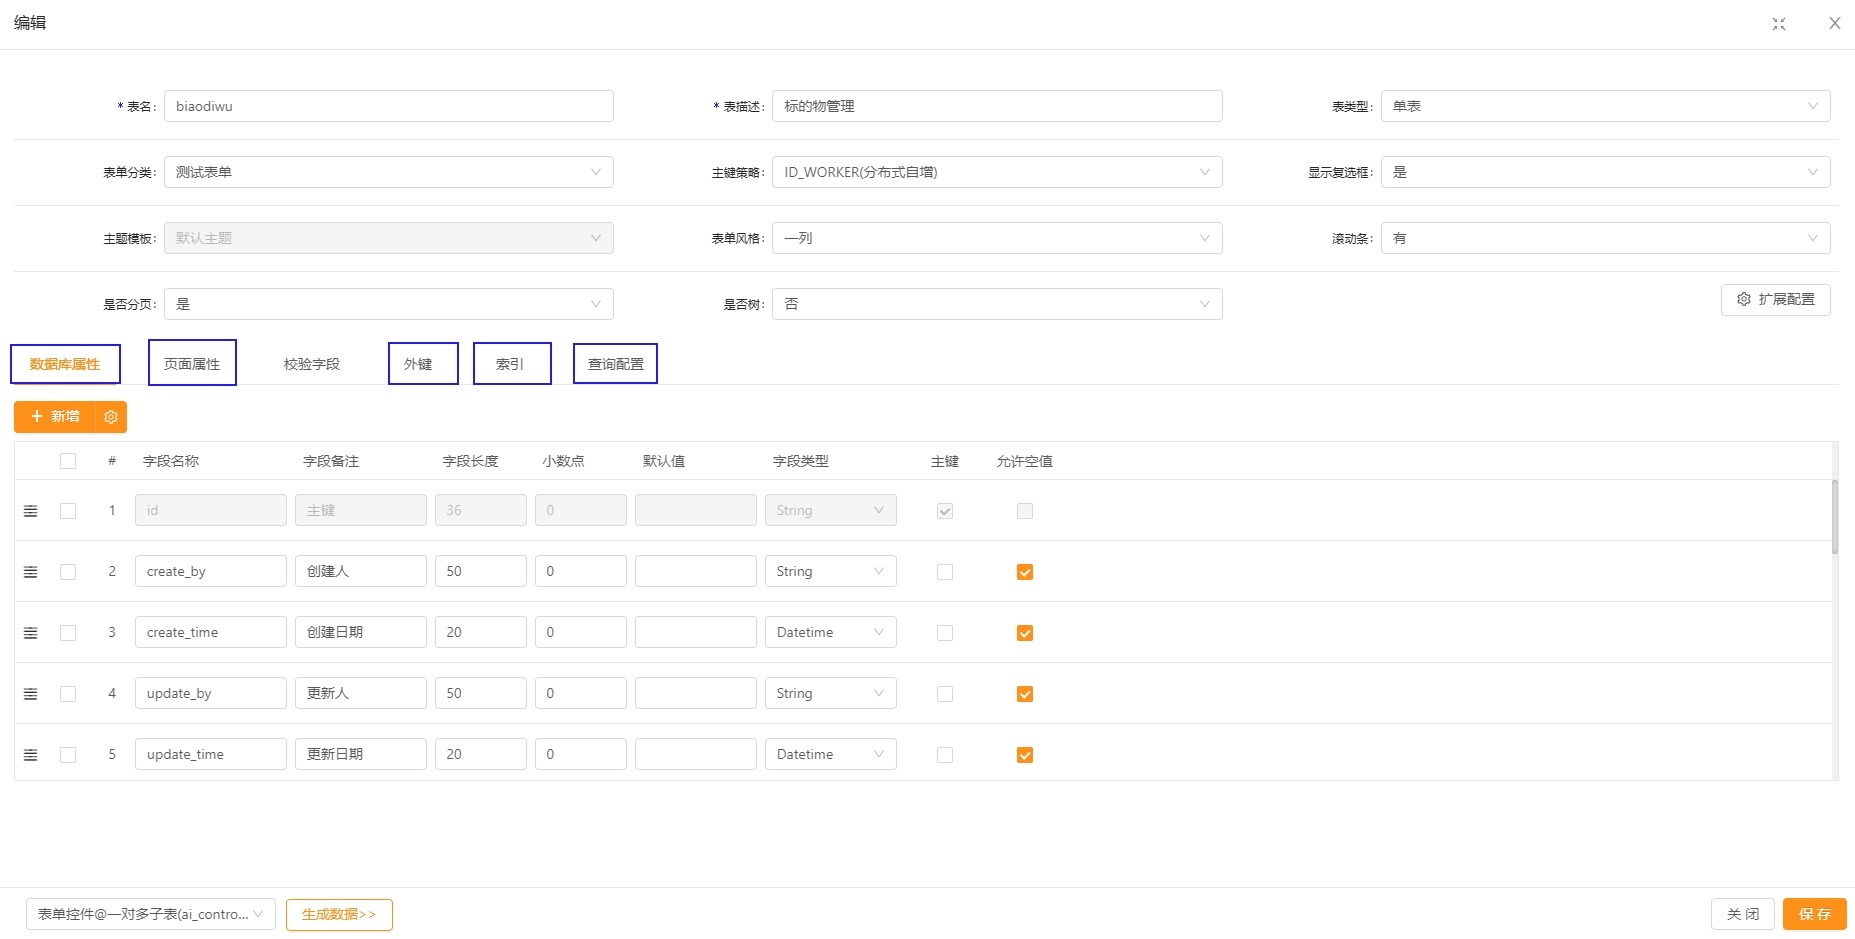 编辑
* 表名: biaodiwu * 表描述: 标的物管理 表类型: 单表
表单分类: 测试表单 主键策略: ID_WORKER(分布式自增) 显示复选框: 是
主题模板: 默认主题 表单风格: 一列 滚动条: 有
是否分页: 是 是否树: 否 扩展配置
数据库属性 页面属性 校验字段 外键 索引 查询配置
+ 新增
# 字段名称 字段备注 字段长度 小数点 默认值 字段类型 主键 允许空值
1 id 主键 36 0 String
2 create_by 创建人 50 0 String
3 create_time 创建日期 20 0 Datetime
4 update_by 更新人 50 0 String
5 update_time 更新日期 20 0 Datetime
表单控件@一对多子表(ai_contro... 生成数据>> 关 闭 保 存